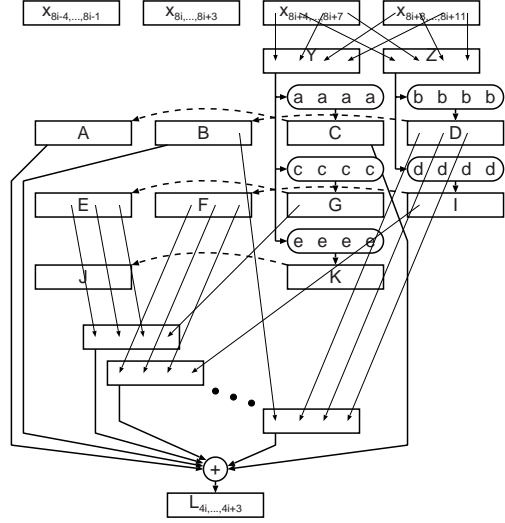 x8i-4,...,8i-1 x8i,...,8i+3 x8i+4,...,8i+7 x8i+8,...,8i+11
Y Z
a a a a b b b b
A B C D
c c c c d d d d
E F G I
e e e e
J K
+
L4i,...,4i+3